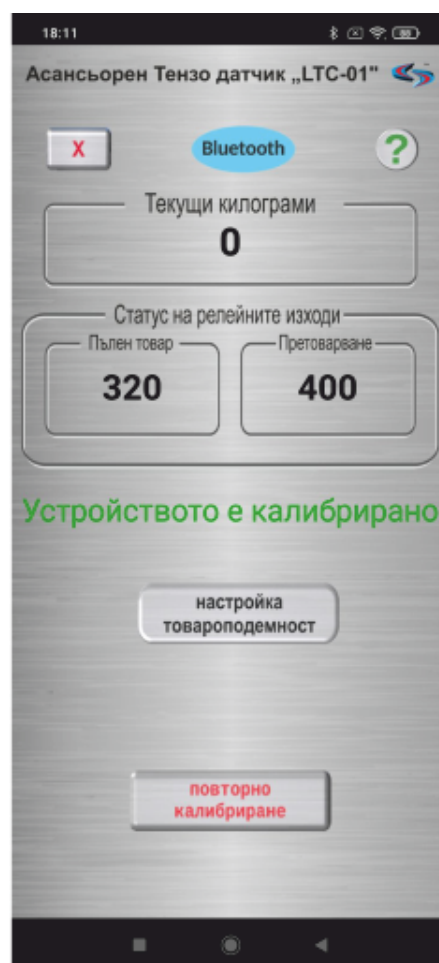 18:11
Асансьорен Тензо датчик „LTC-01"
X
Bluetooth
?
Текущи килограми
0
Статус на релейните изходи
Пълен товар
Претоварване
320
400
Устройството е калибрирано
настройка
товароподемност
повторно
калибриране